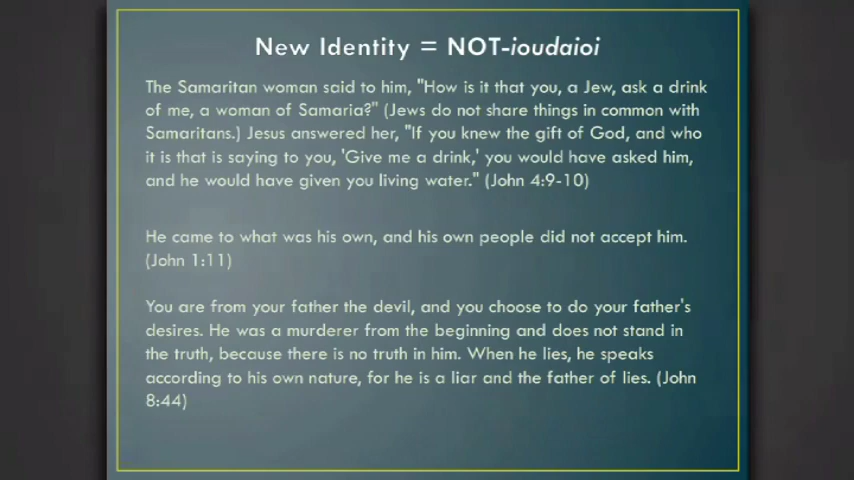 New Identity = NOT-ioudaioi
The Samaritan woman said to him, "How is it that you, a Jew, ask a drink
of me, a woman of Samaria?" (Jews do not share things in common with
Samaritans.) Jesus answered her, "If you knew the gift of God, and who
it is that is saying to you, 'Give me a drink,' you would have asked him,
and he would have given you living water." (John 4:9-10)
He came to what was his own, and his own people did not accept him.
(John 1:11)
You are from your father the devil, and you choose to do your father's
desires. He was a murderer from the beginning and does not stand in
the truth, because there is no truth in him. When he lies, he speaks
according to his own nature, for he is a liar and the father of lies. (John
8:44)